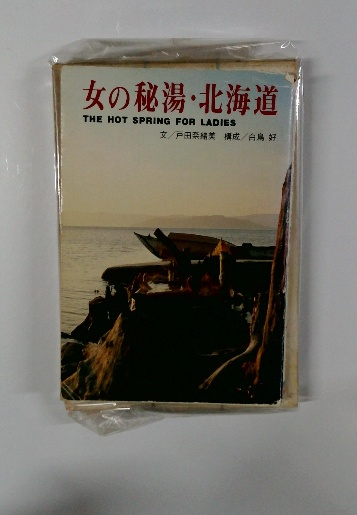 女の秘湯・北海道
THE HOT SPRING FOR LADIES
文／戸田奈緒美 構成／白鳥 好